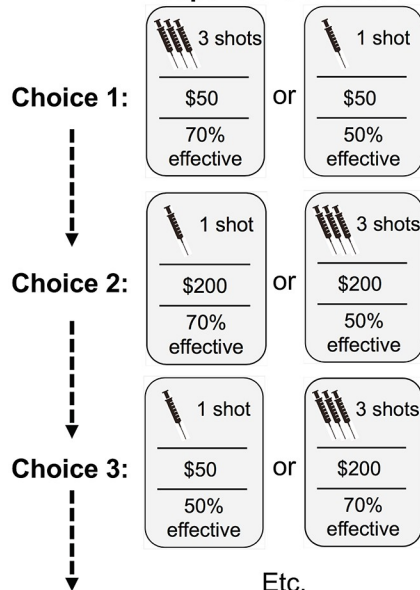 3 shots
1 shot
Choice 1:
$50
or
$50
70%
effective
50%
effective
1 shot
3 shots
Choice 2:
$200
or
$200
70%
effective
50%
effective
1 shot
3 shots
Choice 3:
$50
or
$200
50%
effective
70%
effective
Etc.